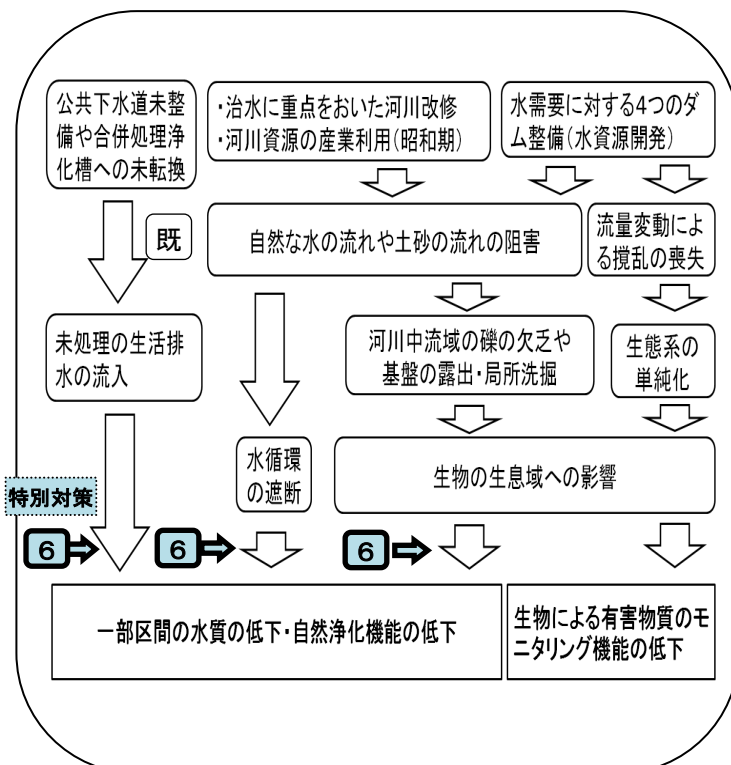 公共下水道未整
備や合併処理浄
化槽への未転換
・治水に重点をおいた河川改修
・河川資源の産業利用(昭和期)
水需要に対する4つのダ
ム整備(水資源開発)
既
自然な水の流れや土砂の流れの阻害
流量変動によ
る撹乱の喪失
未処理の生活排
水の流入
河川中流域の礫の欠乏や
基盤の露出・局所洗掘
生態系の
単純化
水循環
の遮断
生物の生息域への影響
特別対策
6
6
6
一部区間の水質の低下・自然浄化機能の低下
生物による有害物質のモ
ニタリング機能の低下